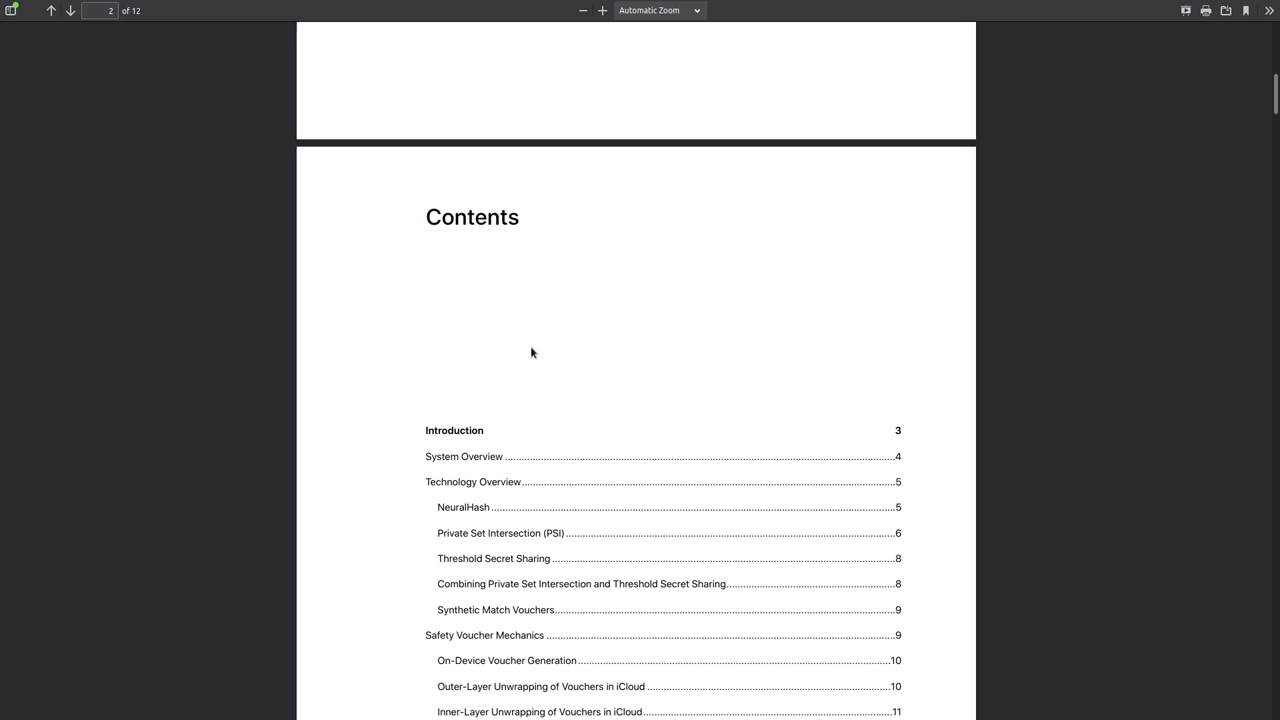 2 of 12 Automatic Zoom
Contents
Introduction 3
System Overview ........................................................................................................................................4
Technology Overview..................................................................................................................................5
NeuralHash.............................................................................................................................................5
Private Set Intersection (PSI)...................................................................................................................6
Threshold Secret Sharing ........................................................................................................................8
Combining Private Set Intersection and Threshold Secret Sharing...........................................................8
Synthetic Match Vouchers.......................................................................................................................9
Safety Voucher Mechanics ..........................................................................................................................9
On-Device Voucher Generation..............................................................................................................10
Outer-Layer Unwrapping of Vouchers in iCloud ......................................................................................10
Inner-Layer Unwrapping of Vouchers in iCloud.......................................................................................11